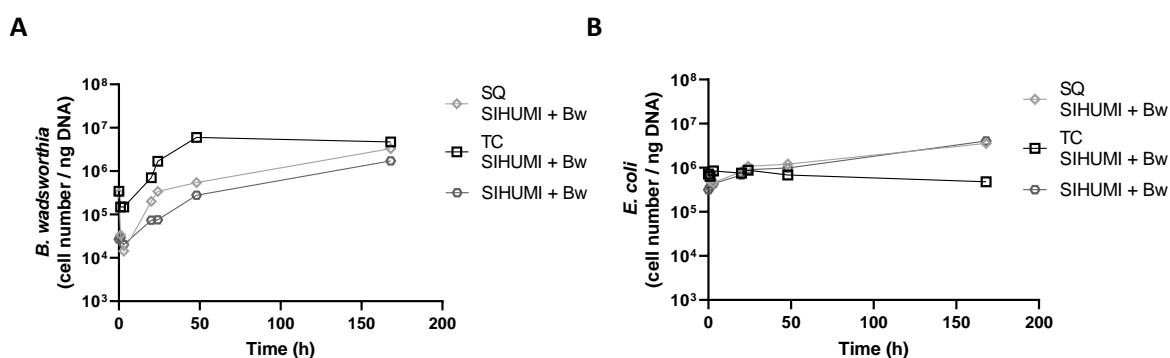 A
B. wadsworthia
(cell number / ng DNA)
10⁸
10⁷
10⁶
10⁵
10⁴
10³
0
50
100
150
200
Time (h)
SQ
SIHUMI + Bw
TC
SIHUMI + Bw
SIHUMI + Bw
B
E. coli
(cell number / ng DNA)
10⁸
10⁷
10⁶
10⁵
10⁴
10³
0
50
100
150
200
Time (h)
SQ
SIHUMI + Bw
TC
SIHUMI + Bw
SIHUMI + Bw